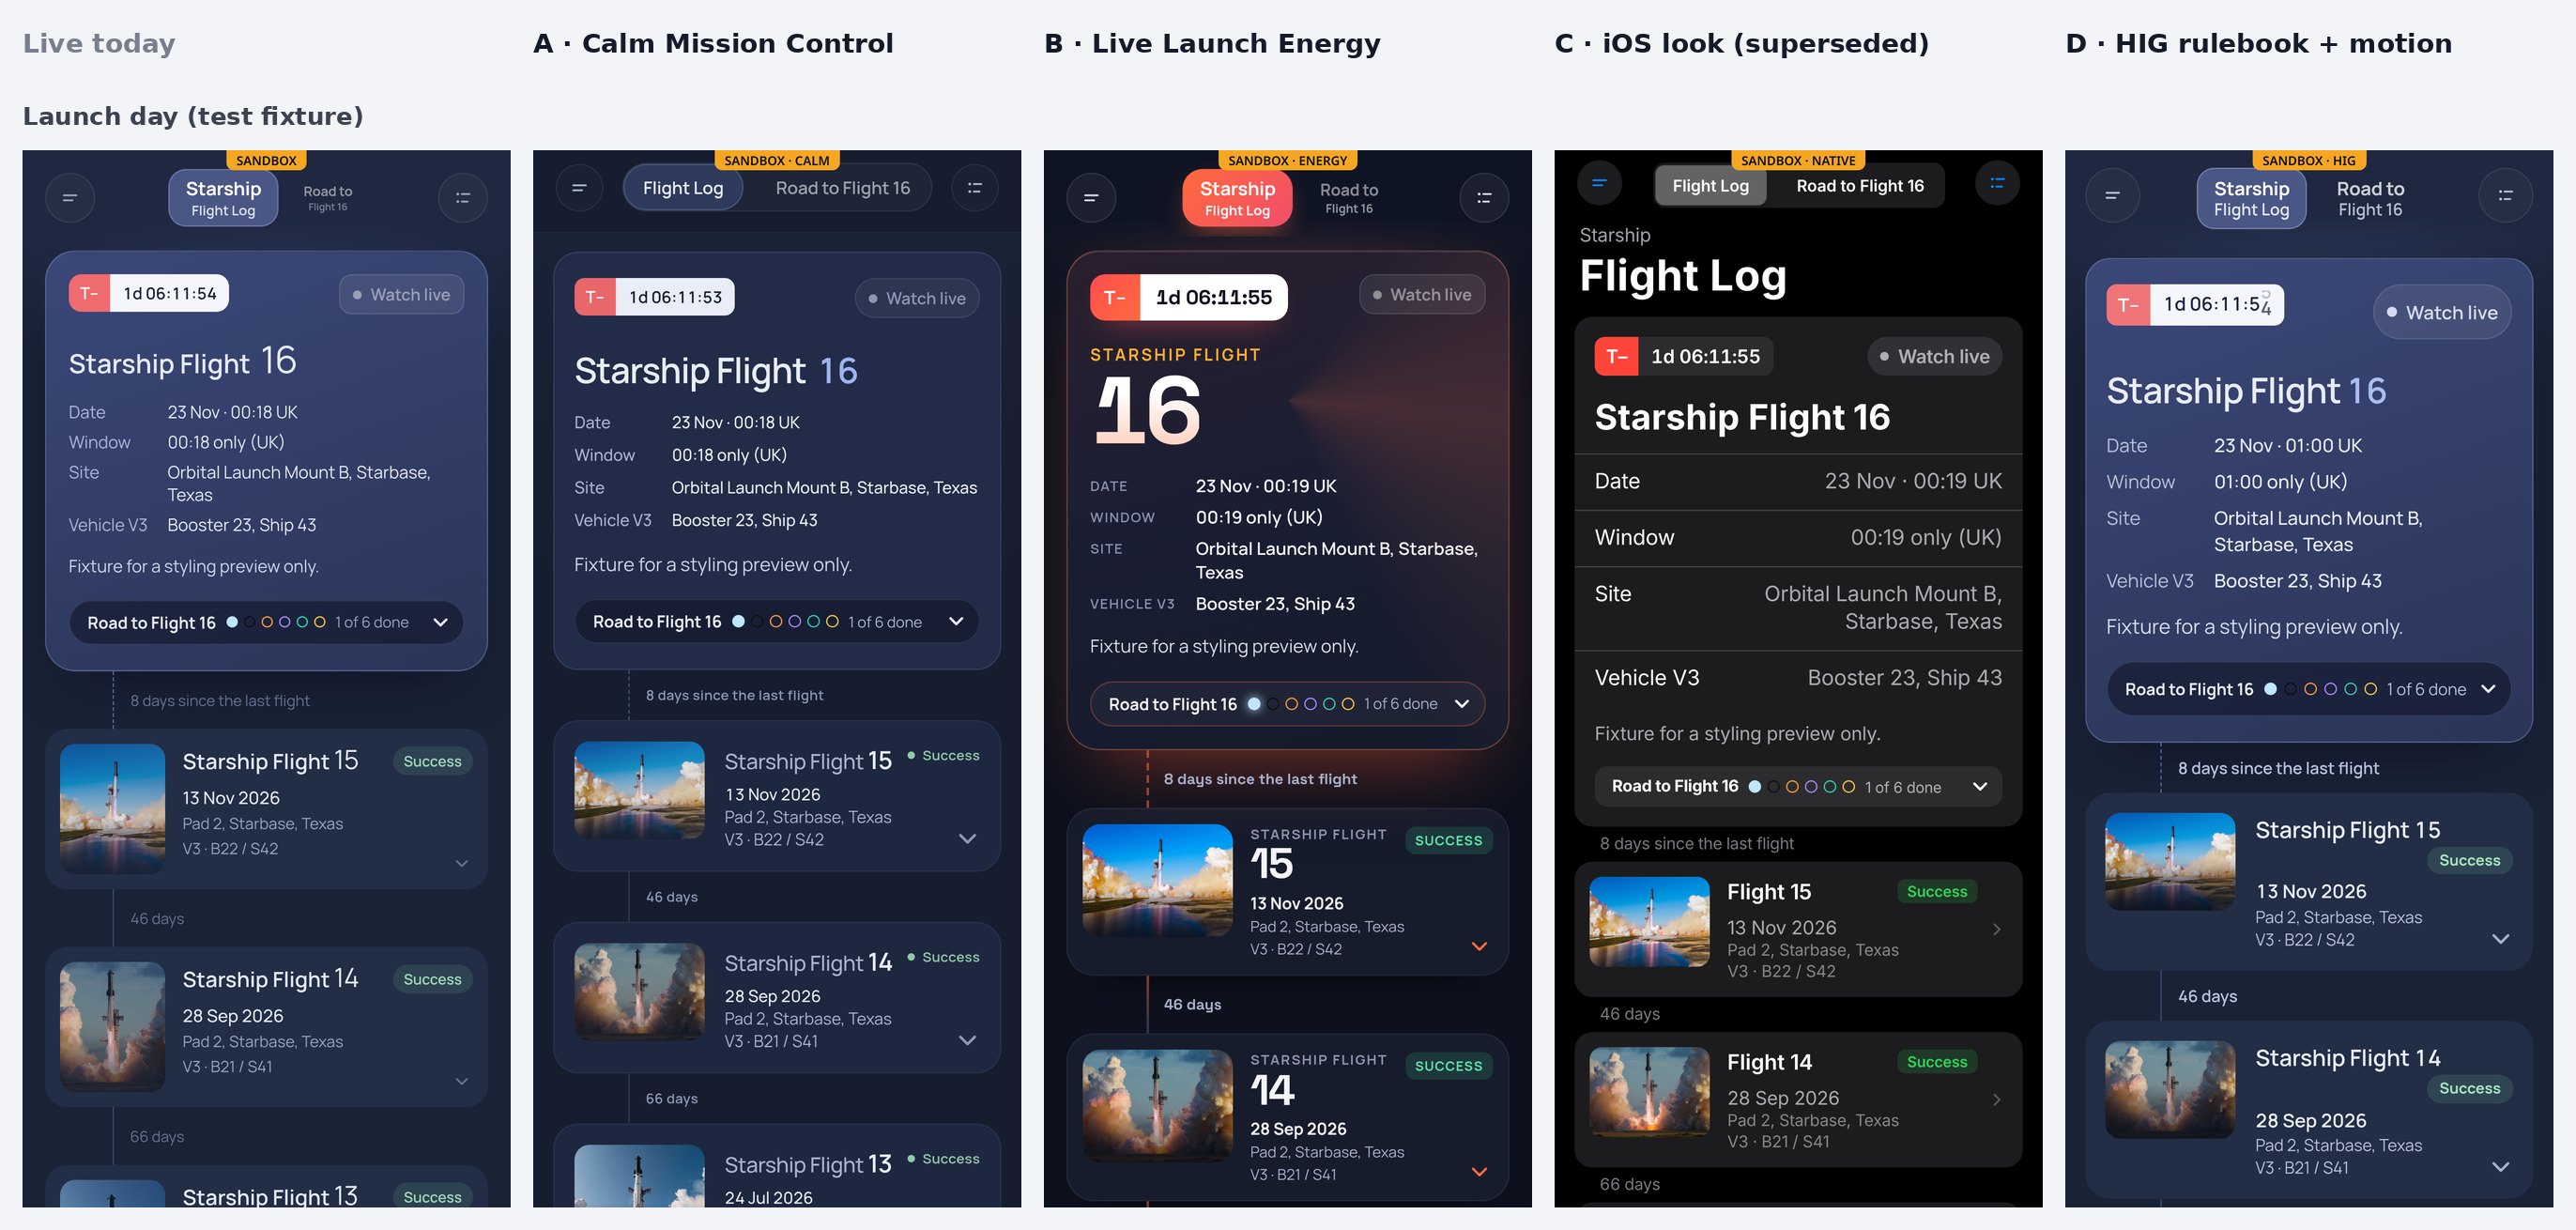 Live today
A · Calm Mission Control
B · Live Launch Energy
C · iOS look (superseded)
D · HIG rulebook + motion
Launch day (test fixture)
SANDBOX
Starship
Flight Log
Road to
Flight 16
T−
1d 06:11:54
Watch live
Starship Flight 16
Date 23 Nov · 00:18 UK
Window 00:18 only (UK)
Site Orbital Launch Mount B, Starbase,
Texas
Vehicle V3 Booster 23, Ship 43
Fixture for a styling preview only.
Road to Flight 16 1 of 6 done
8 days since the last flight
Starship Flight 15 Success
13 Nov 2026
Pad 2, Starbase, Texas
V3 · B22 / S42
46 days
Starship Flight 14 Success
28 Sep 2026
Pad 2, Starbase, Texas
V3 · B21 / S41
66 days
Starship Flight 13 Success
SANDBOX · CALM
Flight Log Road to Flight 16
T− 1d 06:11:53 Watch live
Starship Flight 16
Date 23 Nov · 00:18 UK
Window 00:18 only (UK)
Site Orbital Launch Mount B, Starbase, Texas
Vehicle V3 Booster 23, Ship 43
Fixture for a styling preview only.
Road to Flight 16 1 of 6 done
8 days since the last flight
Starship Flight 15 Success
13 Nov 2026
Pad 2, Starbase, Texas
V3 · B22 / S42
46 days
Starship Flight 14 Success
28 Sep 2026
Pad 2, Starbase, Texas
V3 · B21 / S41
66 days
Starship Flight 13 Success
24 Jul 2026
SANDBOX · ENERGY
Starship
Flight Log
Road to
Flight 16
T− 1d 06:11:55 Watch live
STARSHIP FLIGHT
16
DATE 23 Nov · 00:19 UK
WINDOW 00:19 only (UK)
SITE Orbital Launch Mount B, Starbase,
Texas
VEHICLE V3 Booster 23, Ship 43
Fixture for a styling preview only.
Road to Flight 16 1 of 6 done
8 days since the last flight
STARSHIP FLIGHT SUCCESS
15
13 Nov 2026
Pad 2, Starbase, Texas
V3 · B22 / S42
46 days
STARSHIP FLIGHT SUCCESS
14
28 Sep 2026
Pad 2, Starbase, Texas
V3 · B21 / S41
SANDBOX · NATIVE
Flight Log Road to Flight 16
Starship
Flight Log
T− 1d 06:11:55 Watch live
Starship Flight 16
Date 23 Nov · 00:19 UK
Window 00:19 only (UK)
Site Orbital Launch Mount B,
Starbase, Texas
Vehicle V3 Booster 23, Ship 43
Fixture for a styling preview only.
Road to Flight 16 1 of 6 done
8 days since the last flight
Flight 15 Success
13 Nov 2026
Pad 2, Starbase, Texas
V3 · B22 / S42
46 days
Flight 14 Success
28 Sep 2026
Pad 2, Starbase, Texas
V3 · B21 / S41
66 days
SANDBOX · HIG
Starship
Flight Log
Road to
Flight 16
T− 1d 06:11:54 Watch live
Starship Flight 16
Date 23 Nov · 01:00 UK
Window 01:00 only (UK)
Site Orbital Launch Mount B,
Starbase, Texas
Vehicle V3 Booster 23, Ship 43
Fixture for a styling preview only.
Road to Flight 16 1 of 6 done
8 days since the last flight
Starship Flight 15
Success
13 Nov 2026
Pad 2, Starbase, Texas
V3 · B22 / S42
46 days
Starship Flight 14
Success
28 Sep 2026
Pad 2, Starbase, Texas
V3 · B21 / S41